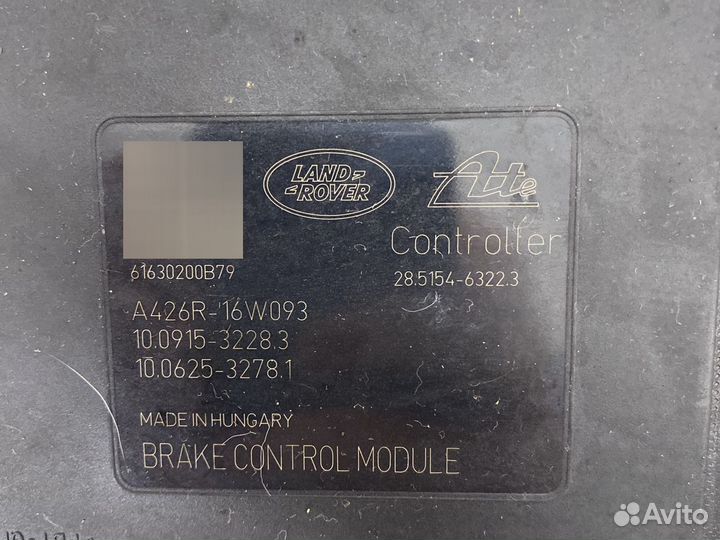 LAND
ROVER
Ate
Controller
61630200B79
28.5154-6322.3
A426R-16W093
10.0915-3228.3
10.0625-3278.1
MADE IN HUNGARY
BRAKE CONTROL MODULE
Avito